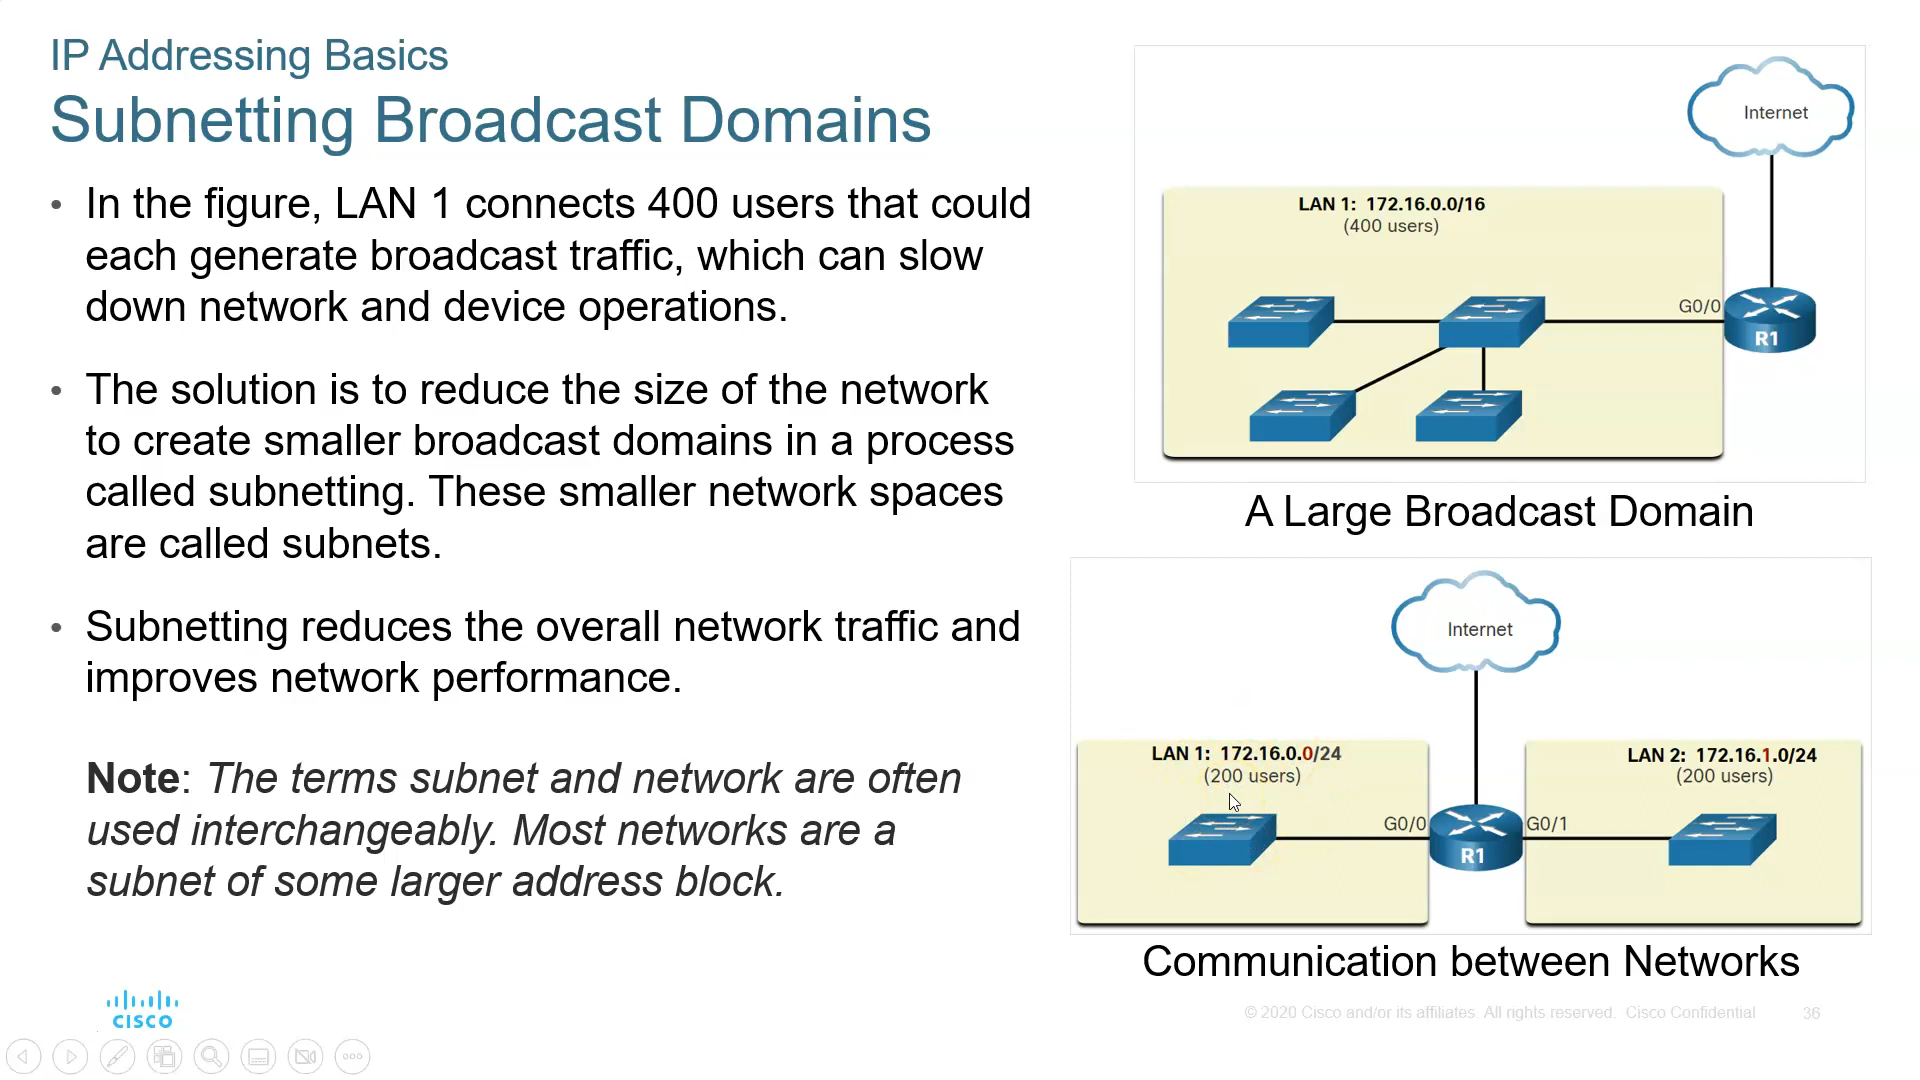 IP Addressing Basics
Subnetting Broadcast Domains
• In the figure, LAN 1 connects 400 users that could
each generate broadcast traffic, which can slow
down network and device operations.
• The solution is to reduce the size of the network
to create smaller broadcast domains in a process
called subnetting. These smaller network spaces
are called subnets.
• Subnetting reduces the overall network traffic and
improves network performance.
Note: The terms subnet and network are often
used interchangeably. Most networks are a
subnet of some larger address block.
Internet
LAN 1: 172.16.0.0/16
(400 users)
G0/0
R1
A Large Broadcast Domain
Internet
LAN 1: 172.16.0.0/24
(200 users)
LAN 2: 172.16.1.0/24
(200 users)
G0/0
G0/1
R1
Communication between Networks
CISCO
© 2020 Cisco and/or its affiliates. All rights reserved. Cisco Confidential
36